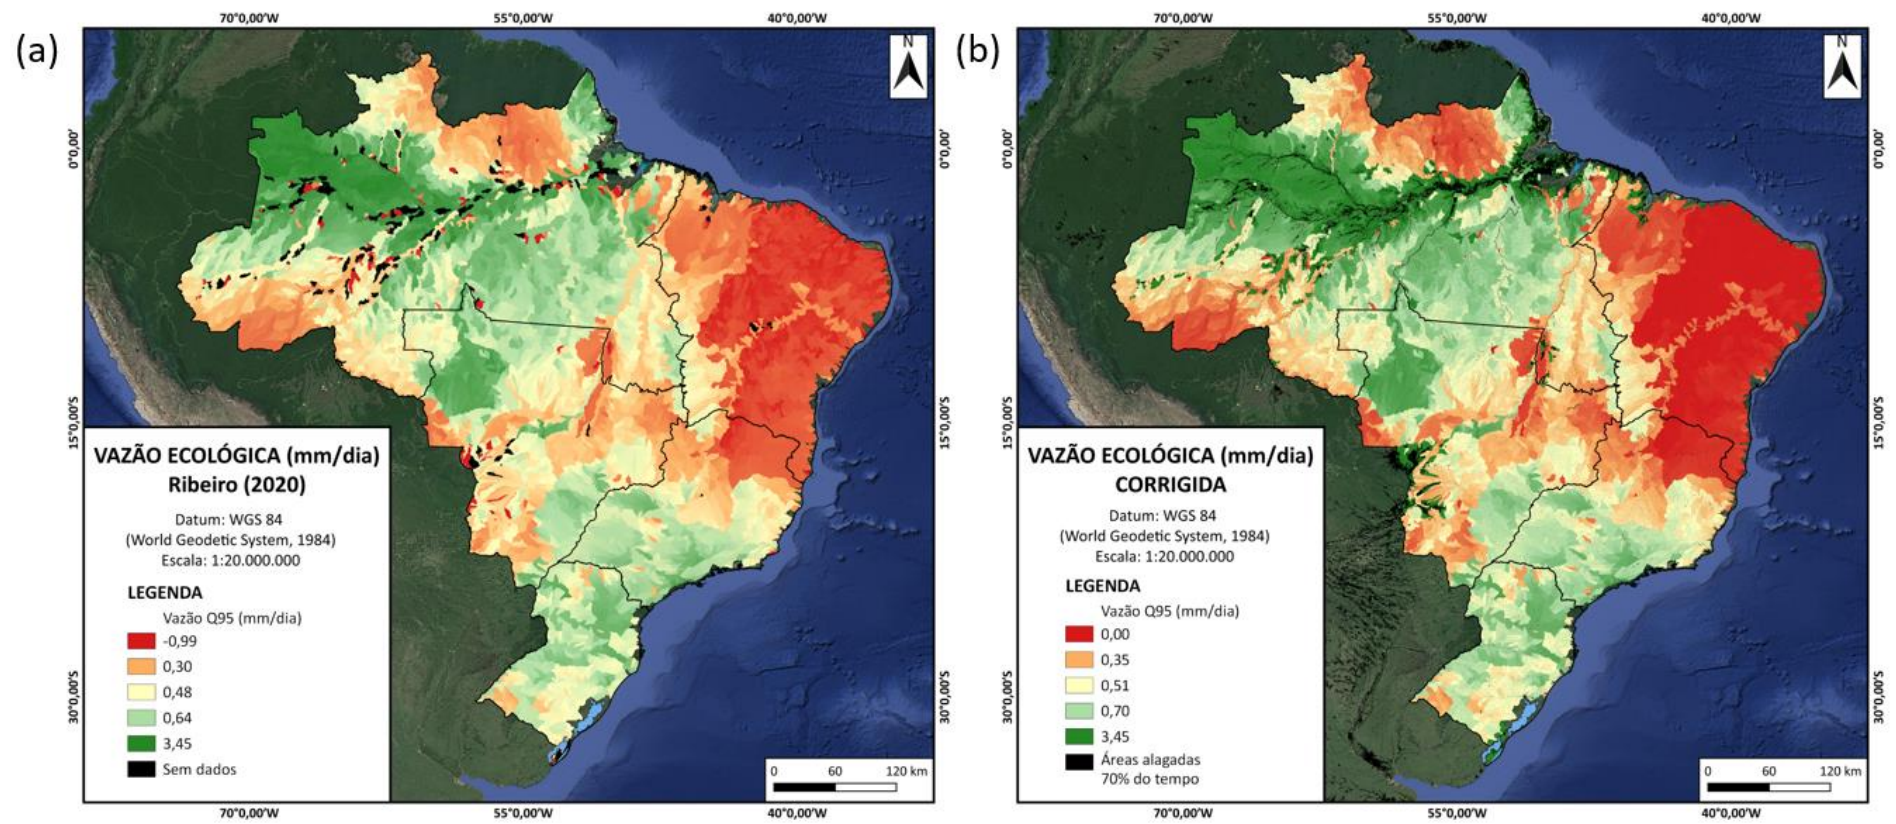 (a)
70°0,00'W 55°0,00'W 40°0,00'W
N
0°0,00'
15°0,00'S
30°0,00'S
0°0,00'
15°0,00'S
30°0,00'S
VAZÃO ECOLÓGICA (mm/dia)
Ribeiro (2020)
Datum: WGS 84
(World Geodetic System, 1984)
Escala: 1:20.000.000
LEGENDA
Vazão Q95 (mm/dia)
-0,99
0,30
0,48
0,64
3,45
Sem dados
0 60 120 km
70°0,00'W 55°0,00'W 40°0,00'W
(b)
70°0,00'W 55°0,00'W 40°0,00'W
N
0°0,00'
15°0,00'S
30°0,00'S
0°0,00'
15°0,00'S
30°0,00'S
VAZÃO ECOLÓGICA (mm/dia)
CORRIGIDA
Datum: WGS 84
(World Geodetic System, 1984)
Escala: 1:20.000.000
LEGENDA
Vazão Q95 (mm/dia)
0,00
0,35
0,51
0,70
3,45
Áreas alagadas
70% do tempo
0 60 120 km
70°0,00'W 55°0,00'W 40°0,00'W